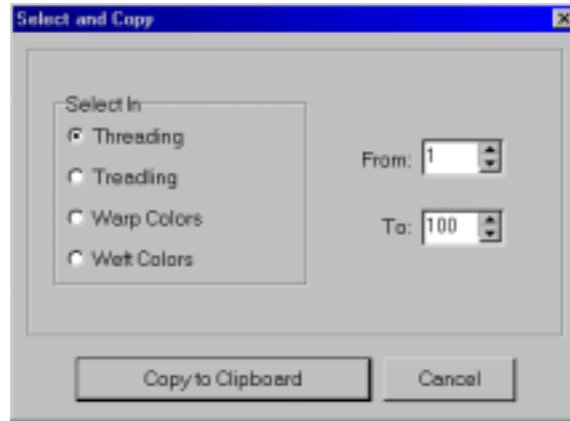 Select and Copy
Select In
Threading
Treadling
Warp Colors
Weft Colors
From: 1
To: 100
Copy to Clipboard
Cancel